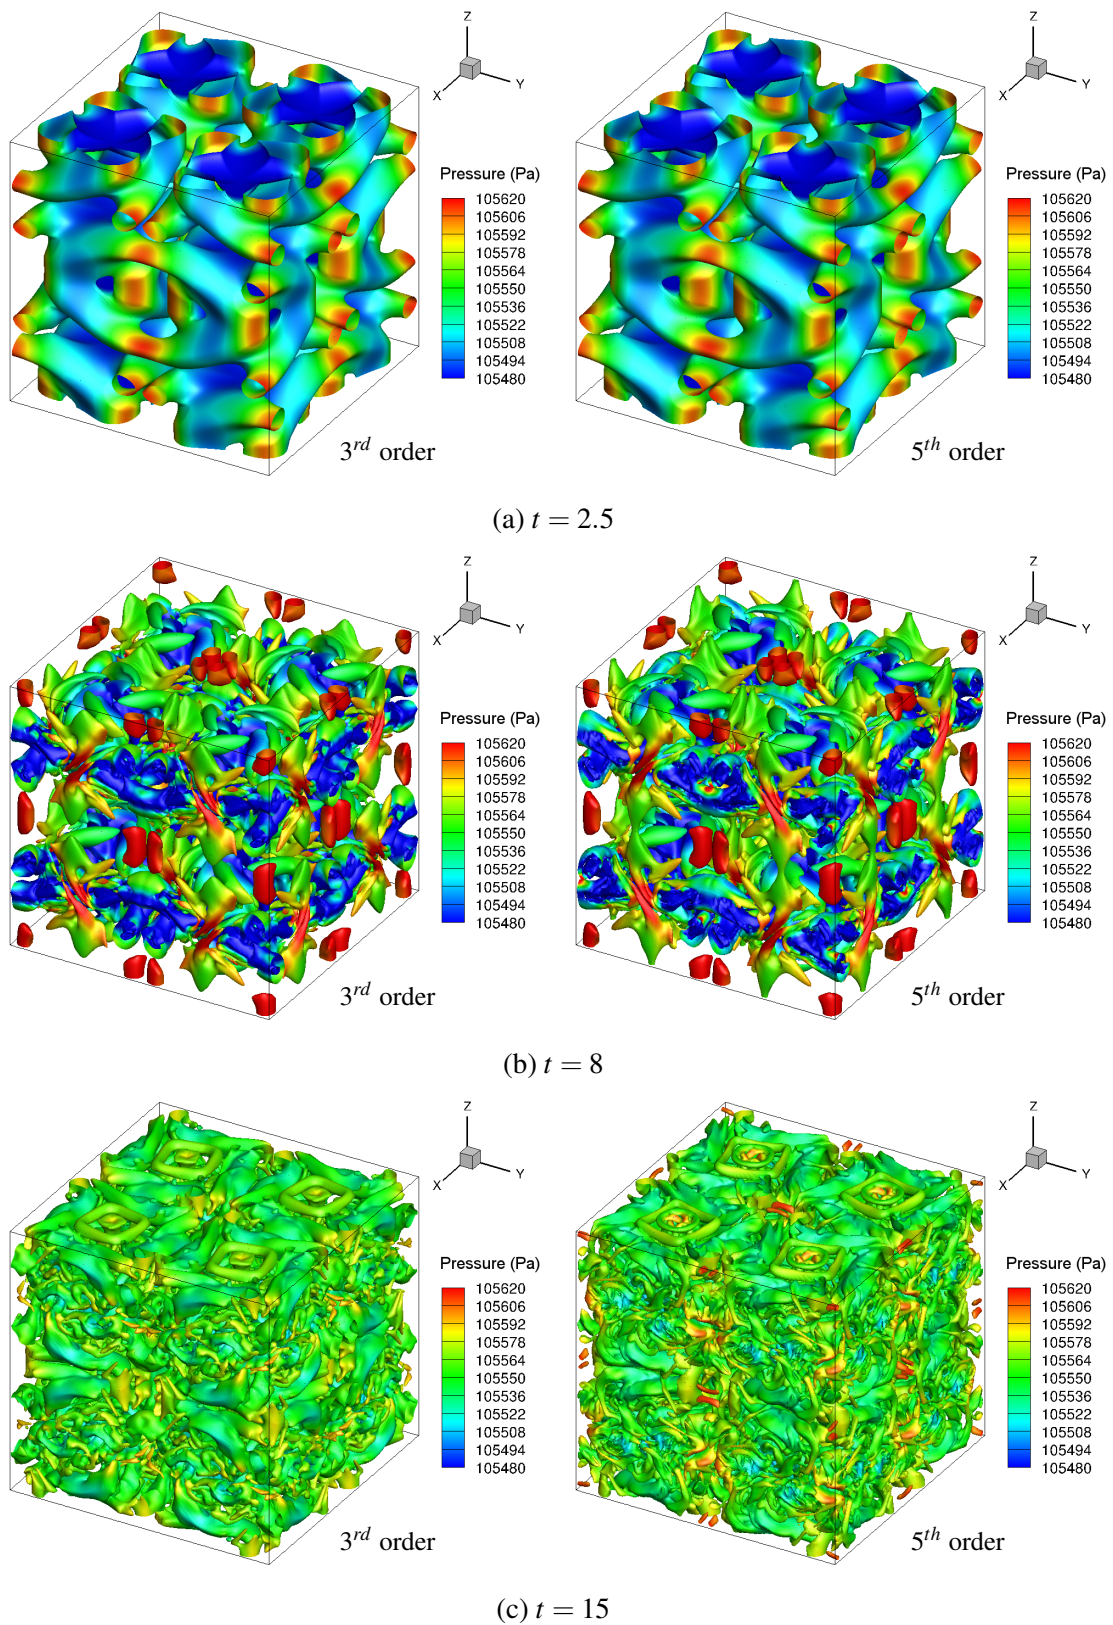 Z
X
Y
Pressure (Pa)
105620
105606
105592
105578
105564
105550
105536
105522
105508
105494
105480
3rd order
Z
X
Y
Pressure (Pa)
105620
105606
105592
105578
105564
105550
105536
105522
105508
105494
105480
5th order
(a) t = 2.5
Z
X
Y
Pressure (Pa)
105620
105606
105592
105578
105564
105550
105536
105522
105508
105494
105480
3rd order
Z
X
Y
Pressure (Pa)
105620
105606
105592
105578
105564
105550
105536
105522
105508
105494
105480
5th order
(b) t = 8
Z
X
Y
Pressure (Pa)
105620
105606
105592
105578
105564
105550
105536
105522
105508
105494
105480
3rd order
Z
X
Y
Pressure (Pa)
105620
105606
105592
105578
105564
105550
105536
105522
105508
105494
105480
5th order
(c) t = 15